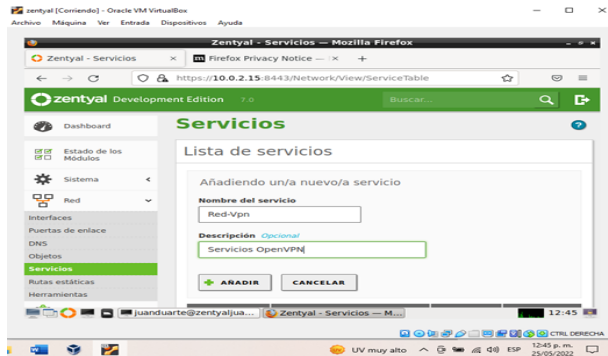 zentyal [Corriendo] - Oracle VM VirtualBox
Archivo Máquina Ver Entrada Dispositivos Ayuda
Zentyal - Servicios — Mozilla Firefox
Zentyal - Servicios × Firefox Privacy Notice — × +
https://10.0.2.15:8443/Network/View/ServiceTable
zentyal Development Edition 7.0 Buscar...
Dashboard
Estado de los
Módulos
Sistema
Red
Interfaces
Puertas de enlace
DNS
Objetos
Servicios
Rutas estáticas
Herramientas
Servicios
Lista de servicios
Añadiendo un/a nuevo/a servicio
Nombre del servicio
Red-Vpn
Descripción Opcional
Servicios OpenVPN
+ AÑADIR CANCELAR
juanduarte@zentyaljua... Zentyal - Servicios — M... 12:45
CTRL DERECHA
UV muy alto ESP 12:45 p. m.
25/05/2022